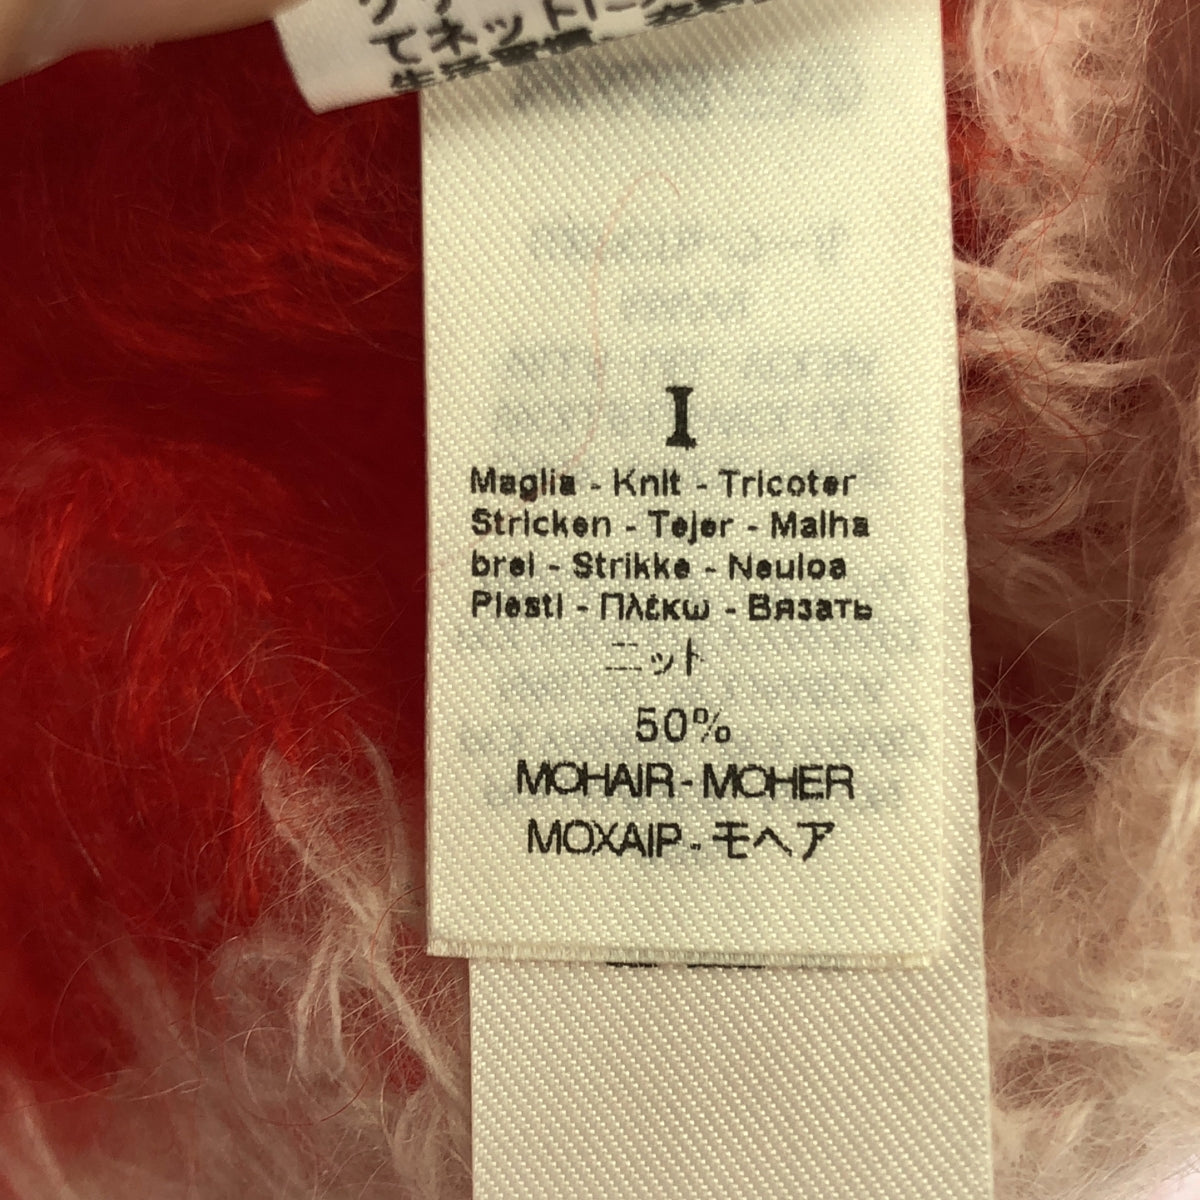 てネットに
I
Maglia - Knit - Tricoter
Stricken - Tejer - Malha
brei - Strikke - Neuloa
Plesti - Πλέκω - Вязать
ニット
50%
MOHAIR - MOHER
MOXAIP - モヘア